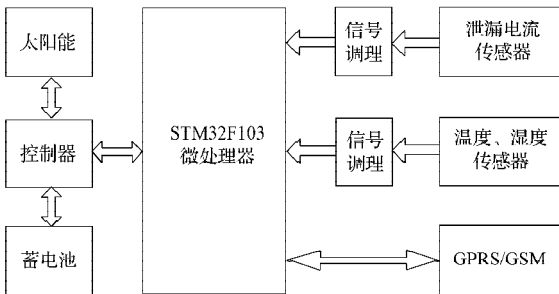 太阳能
控制器
蓄电池
STM32F103
微处理器
信号
调理
泄漏电流
传感器
信号
调理
温度、湿度
传感器
GPRS/GSM